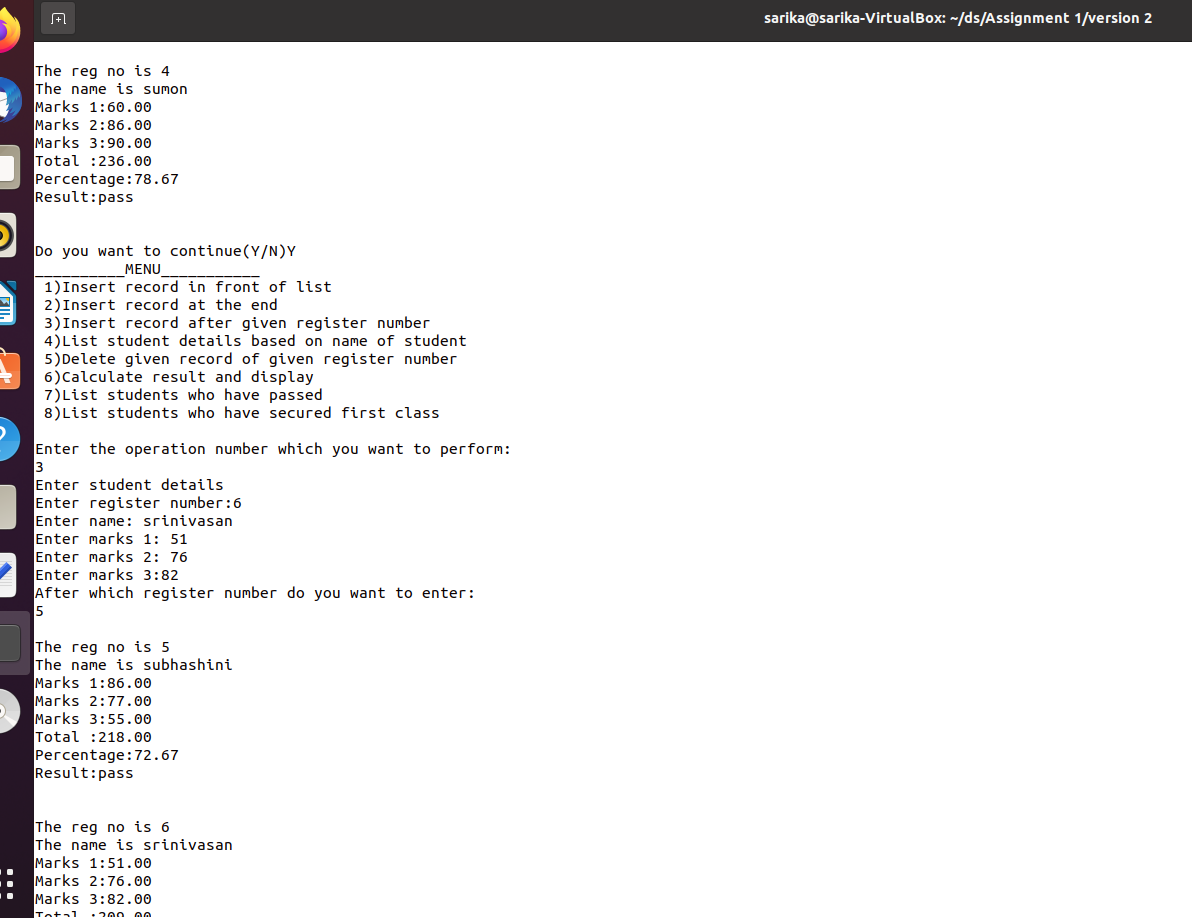 sarika@sarika-VirtualBox: ~/ds/Assignment 1/version 2
The reg no is 4
The name is sumon
Marks 1:60.00
Marks 2:86.00
Marks 3:90.00
Total :236.00
Percentage:78.67
Result:pass
Do you want to continue(Y/N)Y
__________MENU___________
1)Insert record in front of list
2)Insert record at the end
3)Insert record after given register number
4)List student details based on name of student
5)Delete given record of given register number
6)Calculate result and display
7)List students who have passed
8)List students who have secured first class
Enter the operation number which you want to perform:
3
Enter student details
Enter register number:6
Enter name: srinivasan
Enter marks 1: 51
Enter marks 2: 76
Enter marks 3:82
After which register number do you want to enter:
5
The reg no is 5
The name is subhashini
Marks 1:86.00
Marks 2:77.00
Marks 3:55.00
Total :218.00
Percentage:72.67
Result:pass
The reg no is 6
The name is srinivasan
Marks 1:51.00
Marks 2:76.00
Marks 3:82.00
Total :209.00